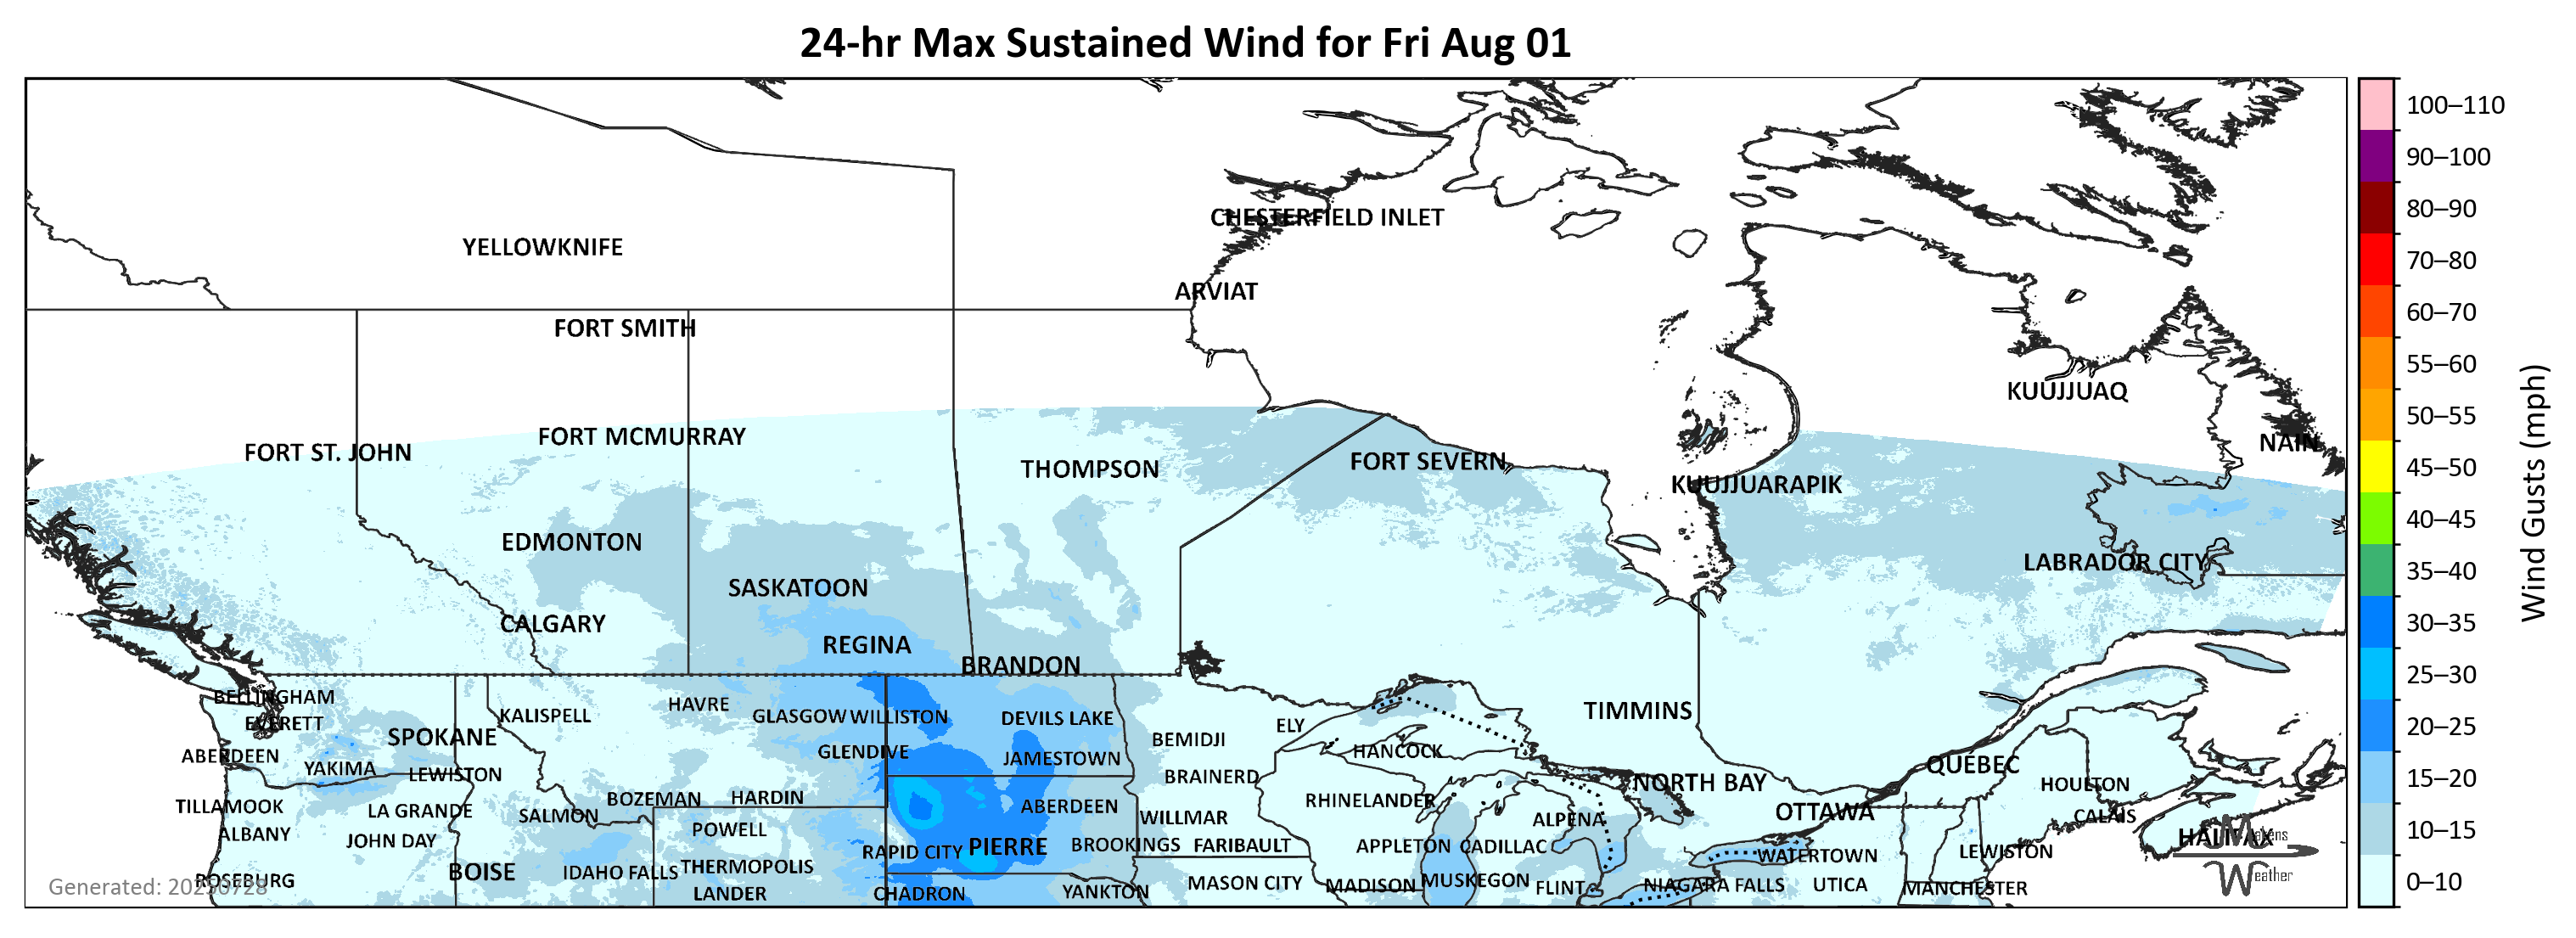 24-hr Max Sustained Wind for Fri Aug 01
100–110
90–100
80–90
70–80
60–70
55–60
50–55
45–50
40–45
35–40
30–35
25–30
20–25
15–20
10–15
0–10
Wind Gusts (mph)
CHESTERFIELD INLET
YELLOWKNIFE
ARVIAT
FORT SMITH
KUUJJUAQ
FORT MCMURRAY
NAIN
FORT ST. JOHN
FORT SEVERN
THOMPSON
KUUJJUARAPIK
EDMONTON
LABRADOR CITY
SASKATOON
CALGARY
REGINA
BRANDON
BELLINGHAM
HAVRE
TIMMINS
KALISPELL
GLASGOW
WILLISTON
DEVILS LAKE
EVERETT
ELY
SPOKANE
BEMIDJI
HANCOCK
GLENDIVE
ABERDEEN
JAMESTOWN
QUÉBEC
YAKIMA
LEWISTON
BRAINERD
NORTH BAY
HOULTON
BOZEMAN
HARDIN
RHINELANDER
TILLAMOOK
ABERDEEN
LA GRANDE
OTTAWA
SALMON
CALAIS
WILLMAR
ALPENA
POWELL
ALBANY
HALIFAX
Makens
Weather
JOHN DAY
BROOKINGS
FARIBAULT
PIERRE
APPLETON
CADILLAC
RAPID CITY
LEWISTON
WATERTOWN
THERMOPOLIS
BOISE
IDAHO FALLS
ROSEBURG
MUSKEGON
MASON CITY
MADISON
NIAGARA FALLS
UTICA
Generated: 20250728
FLINT
MANCHESTER
YANKTON
LANDER
CHADRON